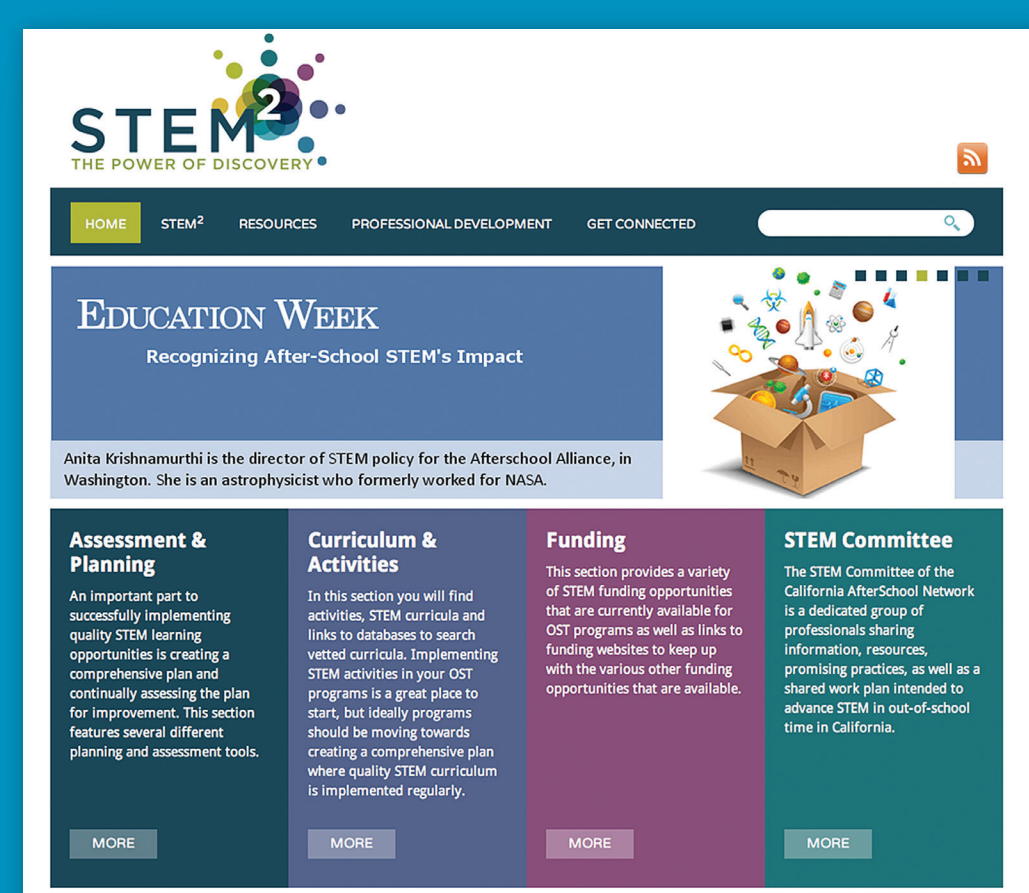 STEM2
THE POWER OF DISCOVERY
HOME STEM2 RESOURCES PROFESSIONAL DEVELOPMENT GET CONNECTED
EDUCATION WEEK
Recognizing After-School STEM's Impact
Anita Krishnamurthi is the director of STEM policy for the Afterschool Alliance, in
Washington. She is an astrophysicist who formerly worked for NASA.
Assessment &
Planning
An important part to
successfully implementing
quality STEM learning
opportunities is creating a
comprehensive plan and
continually assessing the plan
for improvement. This section
features several different
planning and assessment tools.
MORE
Curriculum &
Activities
In this section you will find
activities, STEM curricula and
links to databases to search
vetted curricula. Implementing
STEM activities in your OST
programs is a great place to
start, but ideally programs
should be moving towards
creating a comprehensive plan
where quality STEM curriculum
is implemented regularly.
MORE
Funding
This section provides a variety
of STEM funding opportunities
that are currently available for
OST programs as well as links to
funding websites to keep up
with the various other funding
opportunities that are available.
MORE
STEM Committee
The STEM Committee of the
California AfterSchool Network
is a dedicated group of
professionals sharing
information, resources,
promising practices, as well as a
shared work plan intended to
advance STEM in out-of-school
time in California.
MORE